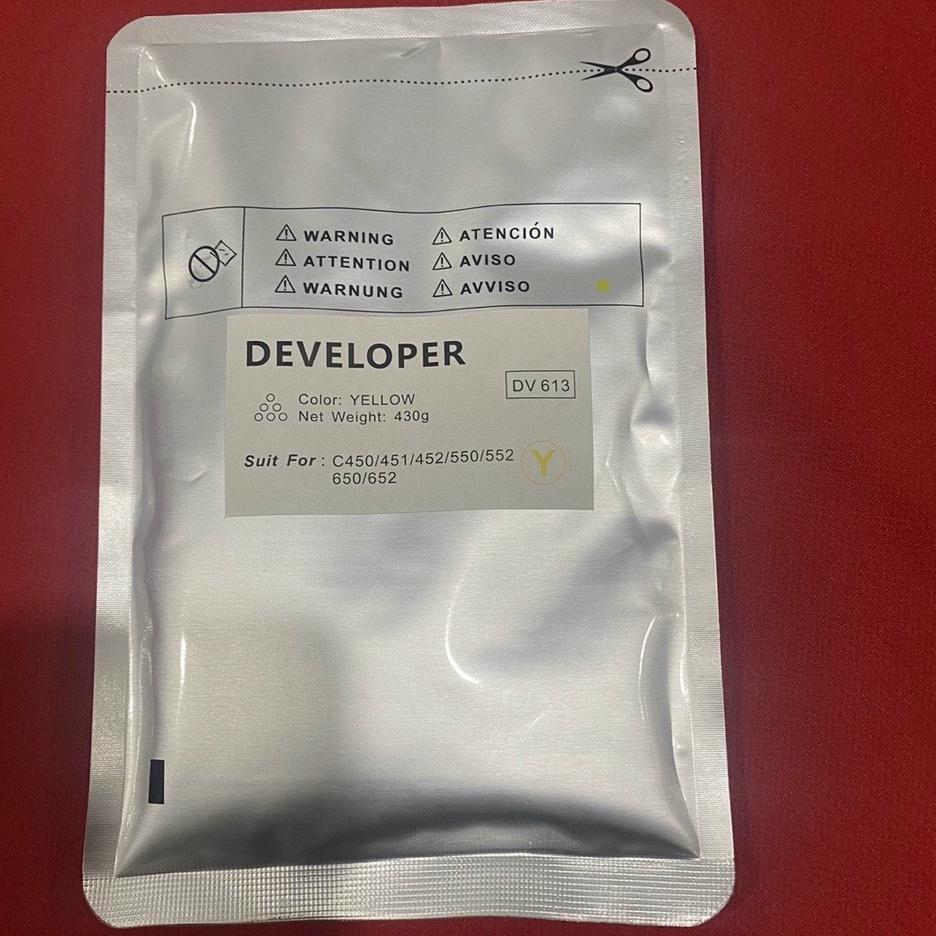 WARNING
ATENCIÓN
ATTENTION
AVISO
WARNUNG
AVVISO
DEVELOPER
DV 613
Color: YELLOW
Net Weight: 430g
Suit For : C450/451/452/550/552
650/652
Y